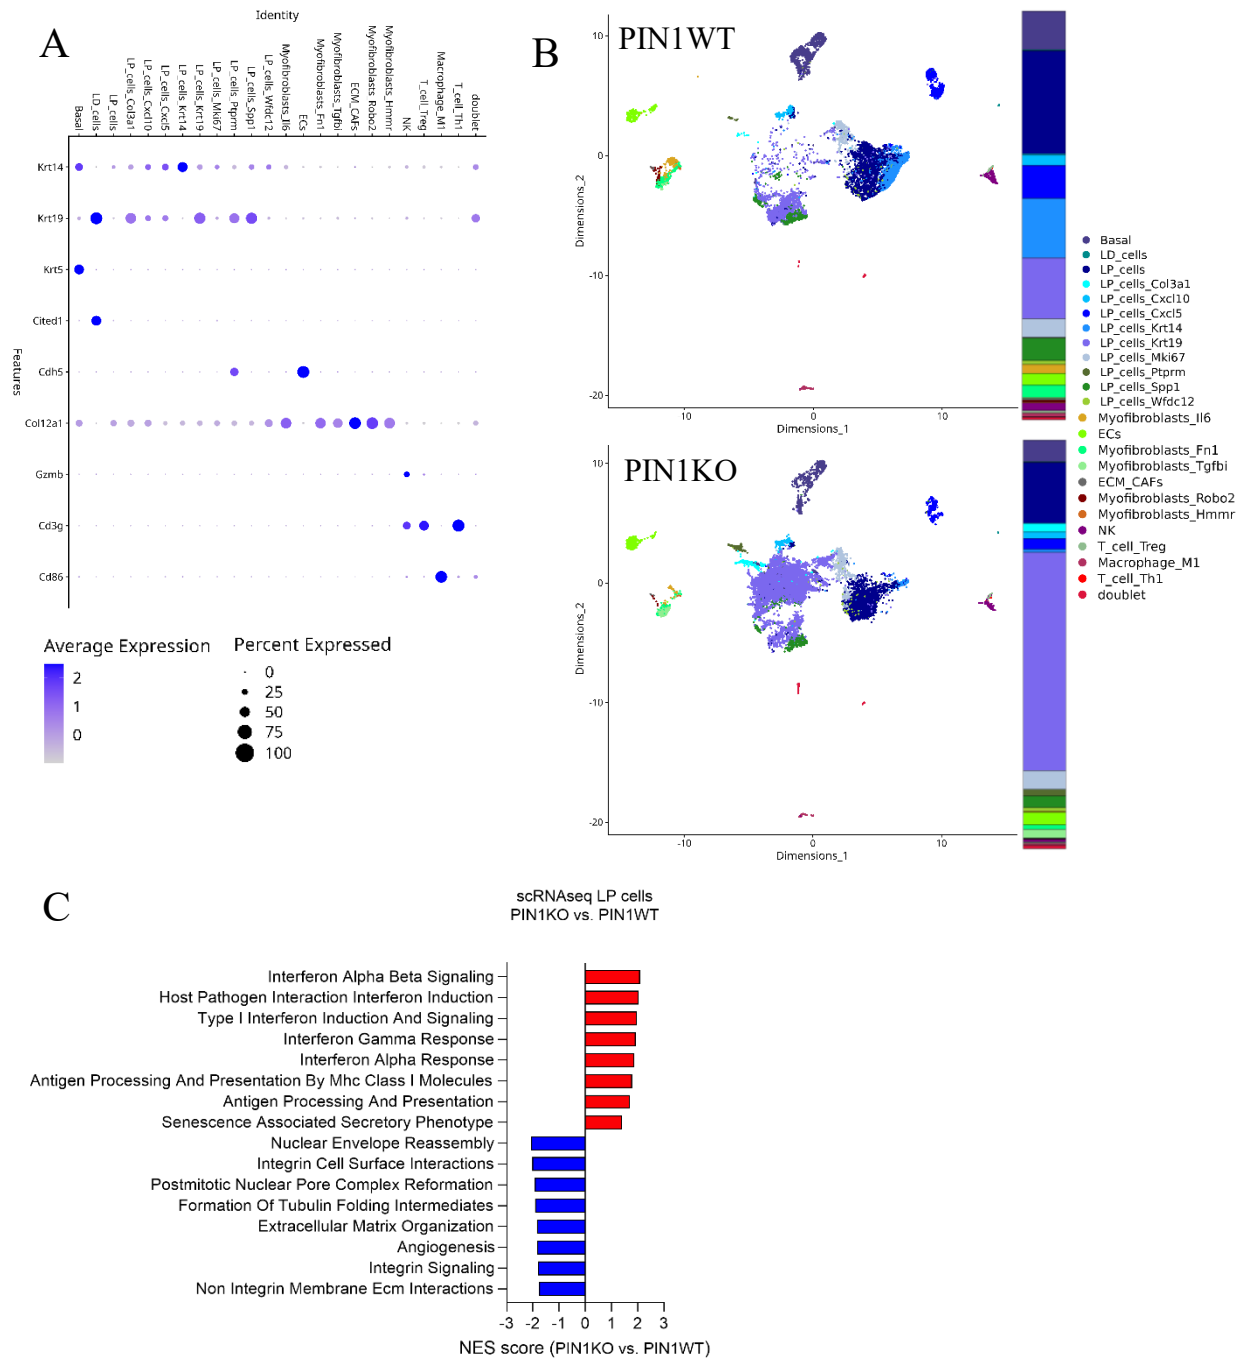 A
Identity
Basal
LD_cells
LP_cells
LP_cells_Col3a1
LP_cells_Cxcl10
LP_cells_Cxcl5
LP_cells_Krt14
LP_cells_Krt19
LP_cells_Mki67
LP_cells_Ptprm
LP_cells_Spp1
LP_cells_Wfdc12
Myofibroblasts_Il6
ECs
Myofibroblasts_Fn1
Myofibroblasts_Tgfbi
ECM_CAFs
Myofibroblasts_Robo2
Myofibroblasts_Hmmr
NK
T_cell_Treg
Macrophage_M1
T_cell_Th1
doublet
Features
Krt14
Krt19
Krt5
Cited1
Cdh5
Col12a1
Gzmb
Cd3g
Cd86
Average Expression
2
1
0
Percent Expressed
0
25
50
75
100
B
PIN1WT
Dimensions_2
10
0
-10
-20
10
0
10
Dimensions_1
PIN1KO
Dimensions_2
10
0
-10
-20
-10
0
10
Dimensions_1
Basal
LD_cells
LP_cells
LP_cells_Col3a1
LP_cells_Cxcl10
LP_cells_Cxcl5
LP_cells_Krt14
LP_cells_Krt19
LP_cells_Mki67
LP_cells_Ptprm
LP_cells_Spp1
LP_cells_Wfdc12
Myofibroblasts_Il6
ECs
Myofibroblasts_Fn1
Myofibroblasts_Tgfbi
ECM_CAFs
Myofibroblasts_Robo2
Myofibroblasts_Hmmr
NK
T_cell_Treg
Macrophage_M1
T_cell_Th1
doublet
C
scRNAseq LP cells
PIN1KO vs. PIN1WT
Interferon Alpha Beta Signaling
Host Pathogen Interaction Interferon Induction
Type I Interferon Induction And Signaling
Interferon Gamma Response
Interferon Alpha Response
Antigen Processing And Presentation By Mhc Class I Molecules
Antigen Processing And Presentation
Senescence Associated Secretory Phenotype
Nuclear Envelope Reassembly
Integrin Cell Surface Interactions
Postmitotic Nuclear Pore Complex Reformation
Formation Of Tubulin Folding Intermediates
Extracellular Matrix Organization
Angiogenesis
Integrin Signaling
Non Integrin Membrane Ecm Interactions
-3 -2 -1 0 1 2 3
NES score (PIN1KO vs. PIN1WT)